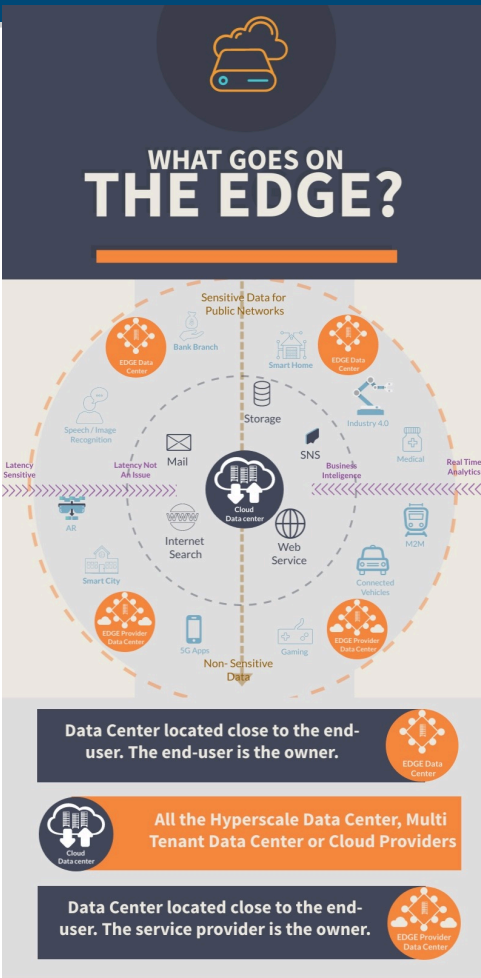 WHAT GOES ON
THE EDGE?
Sensitive Data for
Public Networks
EDGE Data
Center
Bank Branch
Smart Home
EDGE Data
Center
Storage
Industry 4.0
Speech / Image
Recognition
Mail
SNS
Medical
Latency
Sensitive
Latency Not
An Issue
Cloud
Data center
Business
Inteligence
Real Time
Analytics
AR
WWW
Internet
Search
Web
Service
M2M
Smart City
Connected
Vehicles
EDGE Provider
Data Center
5G Apps
Gaming
EDGE Provider
Data Center
Non- Sensitive
Data
Data Center located close to the end-
user. The end-user is the owner.
EDGE Data
Center
Cloud
Data center
All the Hyperscale Data Center, Multi
Tenant Data Center or Cloud Providers
Data Center located close to the end-
user. The service provider is the owner.
EDGE Provider
Data Center